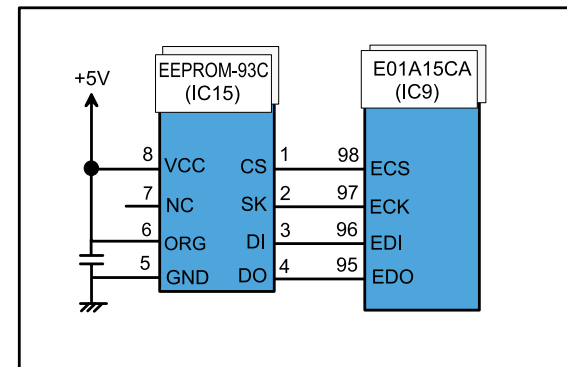 +5V
EEPROM-93C
(IC15)
E01A15CA
(IC9)
8 VCC CS 1 98 ECS
7 NC SK 2 97 ECK
6 ORG DI 3 96 EDI
5 GND DO 4 95 EDO